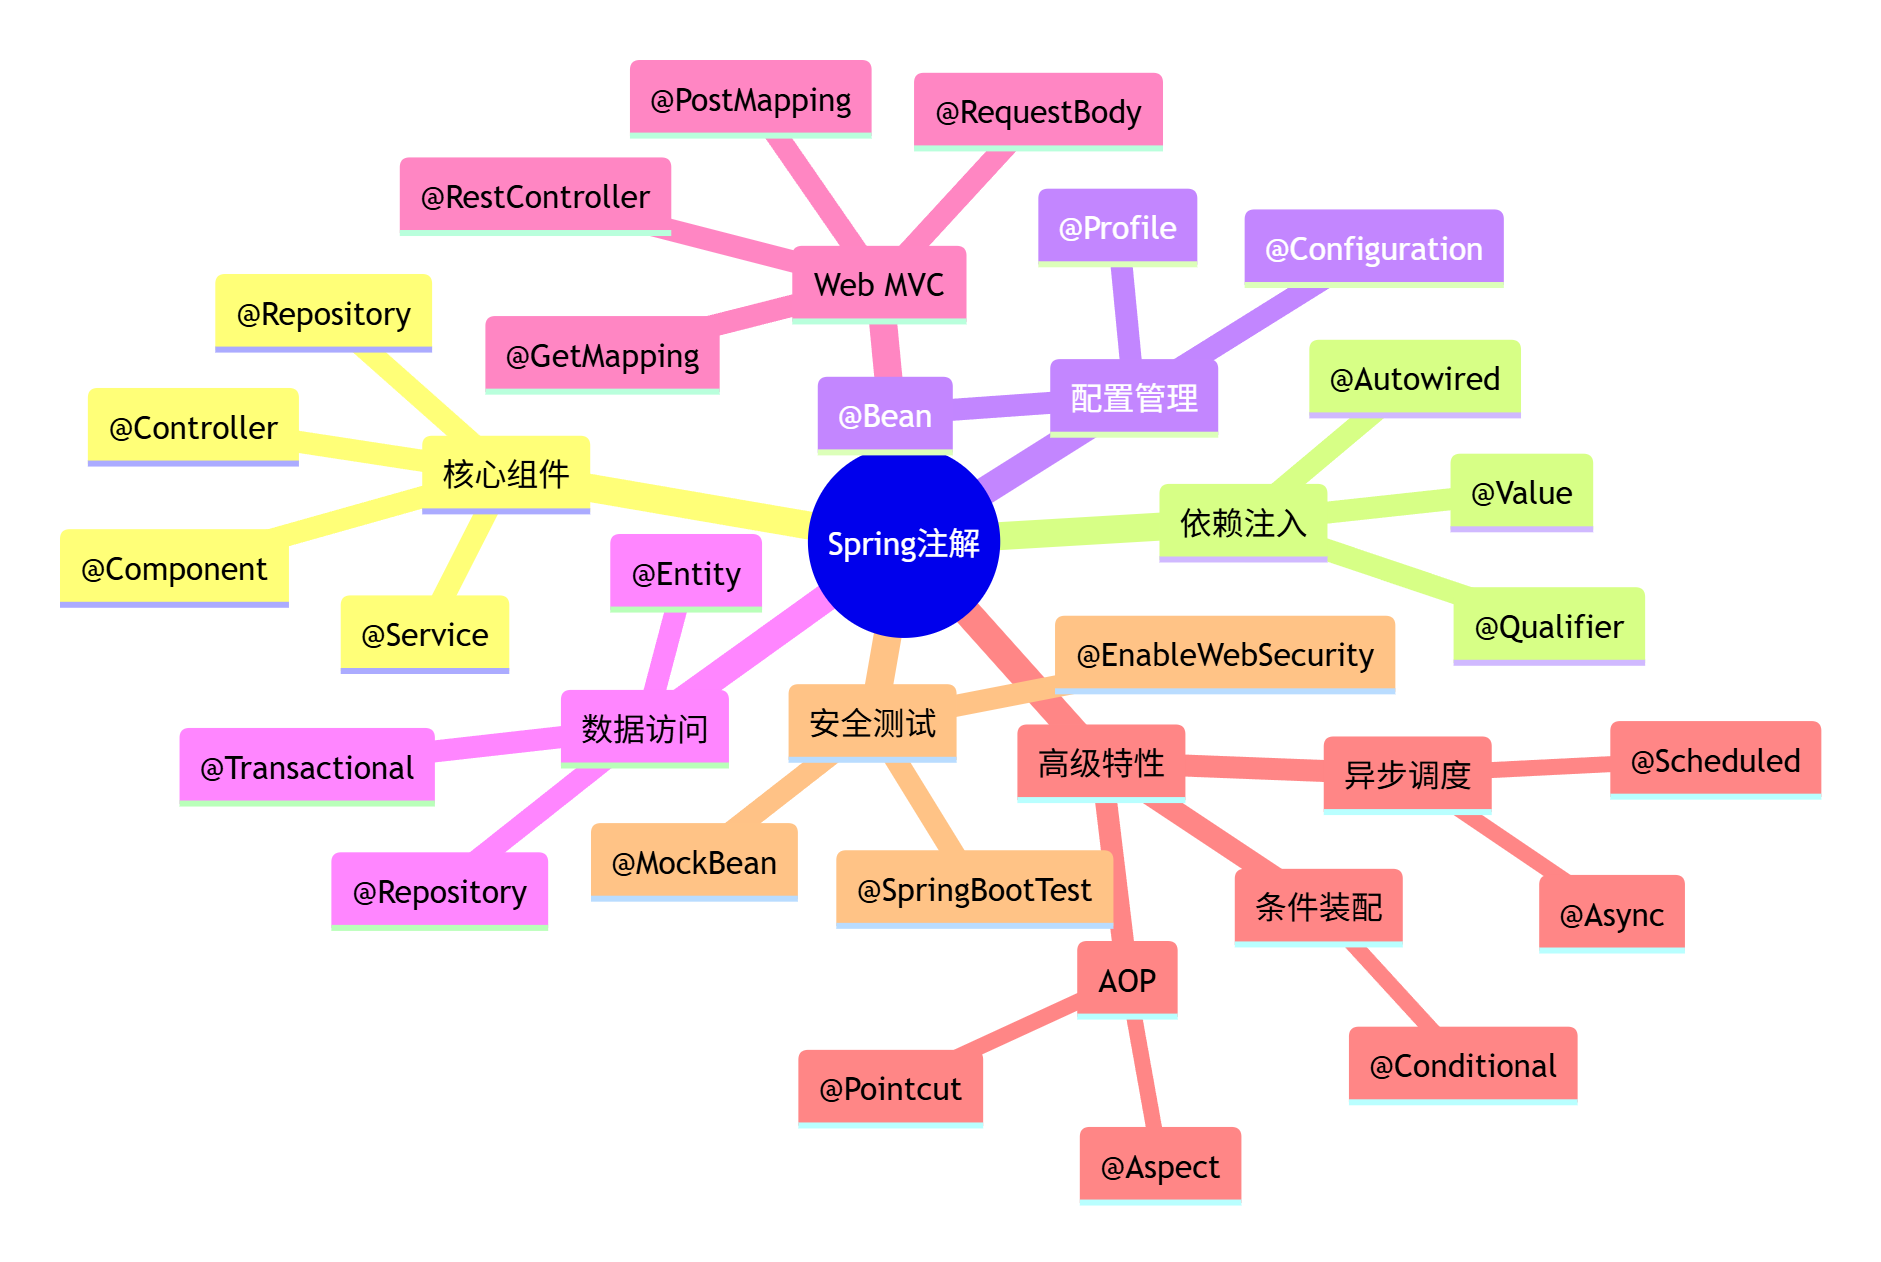 @PostMapping
@RequestBody
@RestController
@Profile
@Configuration
Web MVC
@Repository
@GetMapping
@Autowired
配置管理
@Bean
@Controller
核心组件
@Value
依赖注入
Spring注解
@Component
@Entity
@Qualifier
@Service
@EnableWebSecurity
安全测试
数据访问
@Transactional
高级特性
异步调度
@Scheduled
@MockBean
@SpringBootTest
@Repository
条件装配
@Async
AOP
@Conditional
@Pointcut
@Aspect